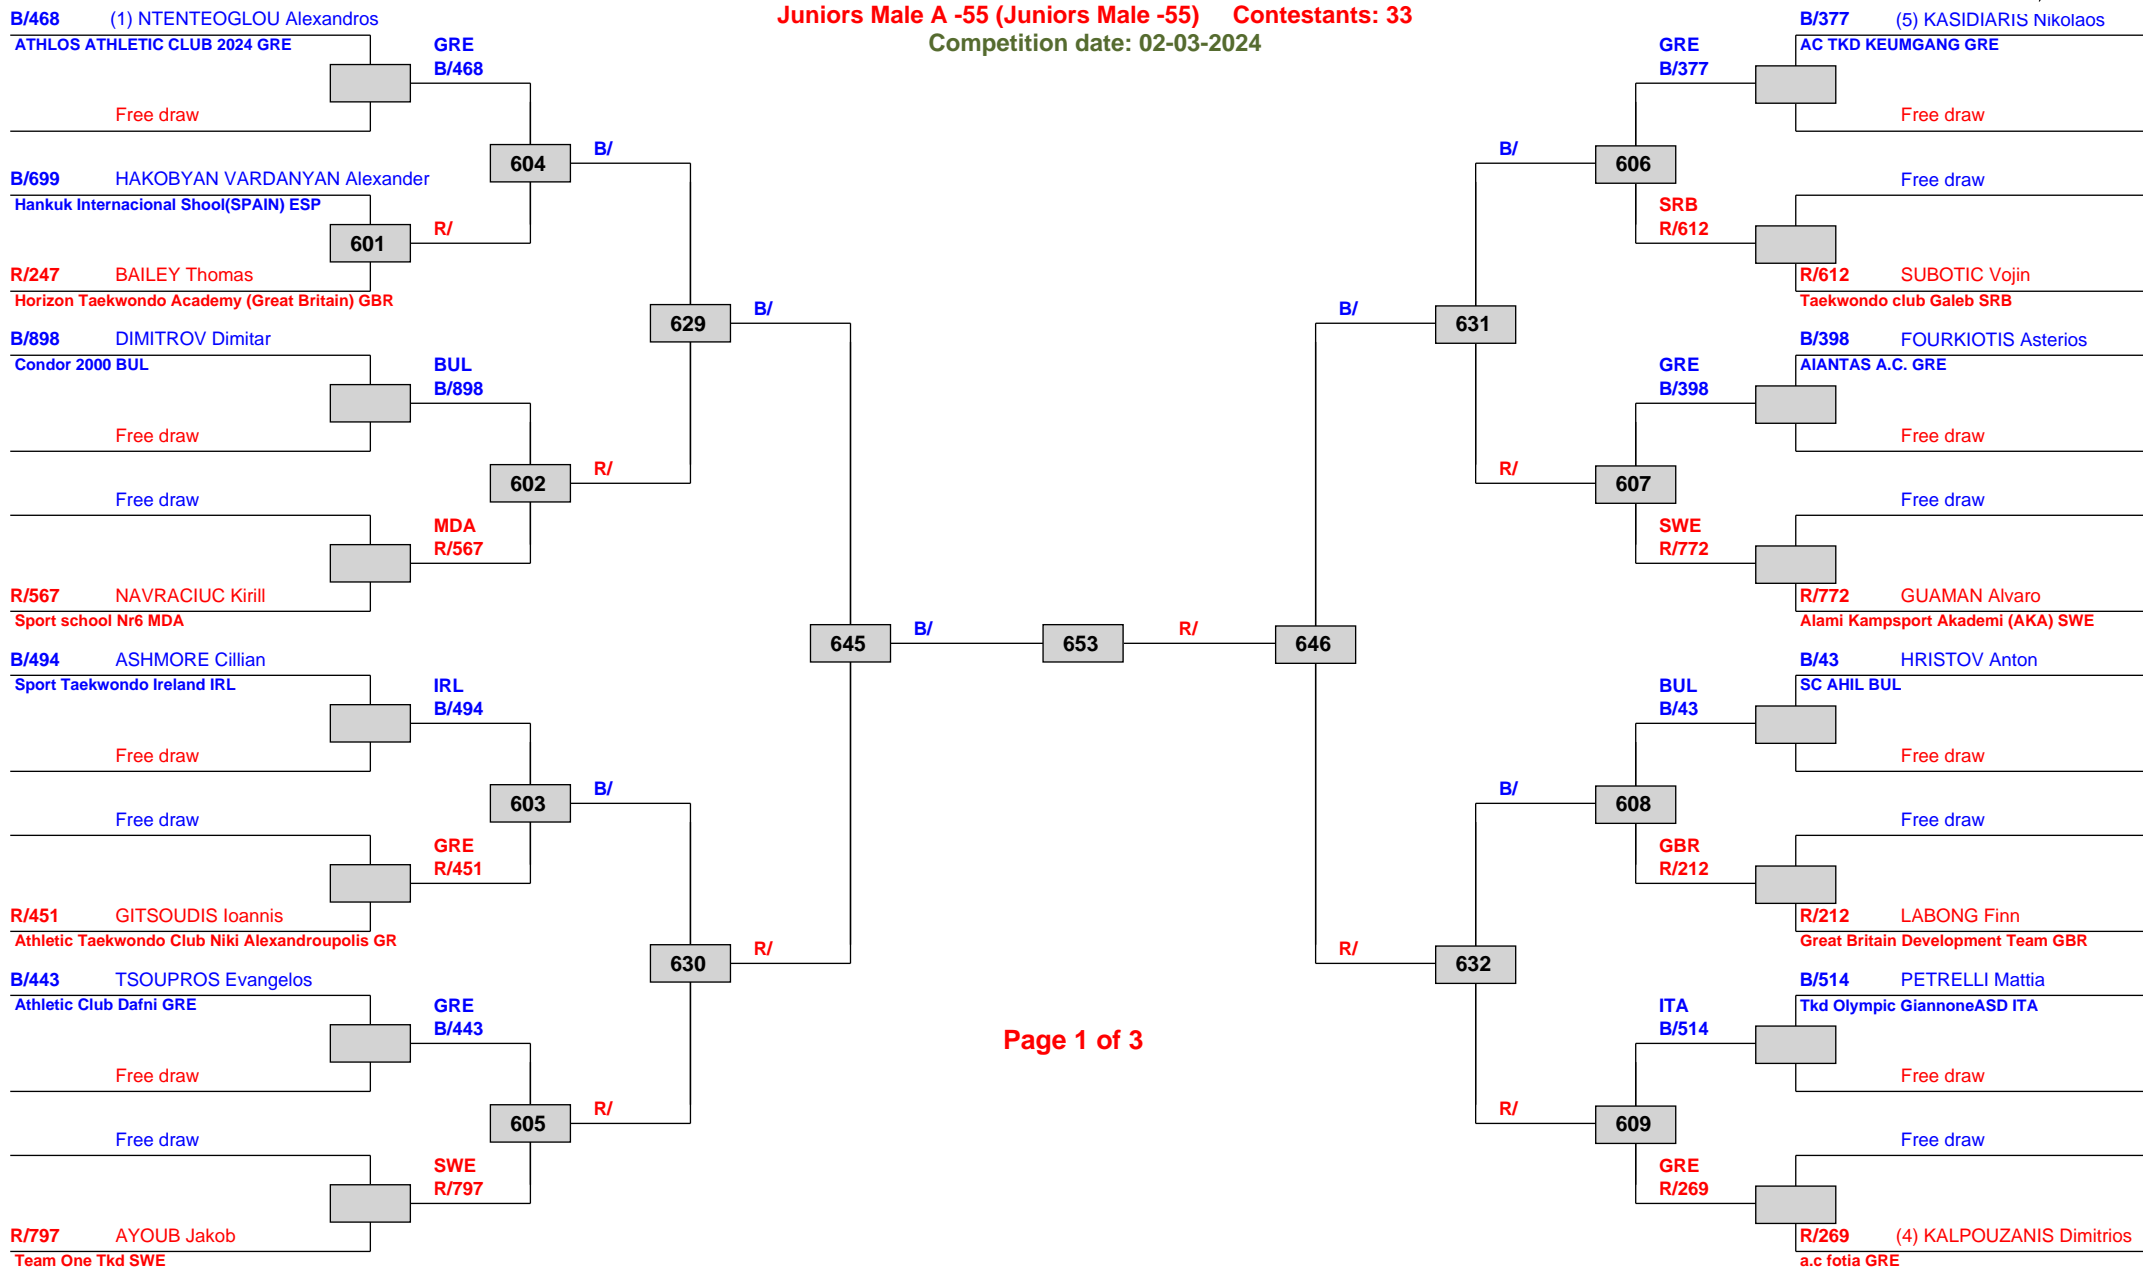 Juniors Male A -55 (Juniors Male -55) Contestants: 33
Competition date: 02-03-2024
B/468 (1) NTENTEOGLOU Alexandros
ATHLOS ATHLETIC CLUB 2024 GRE
GRE
B/468
Free draw
604
B/
B/699 HAKOBYAN VARDANYAN Alexander
Hankuk Internacional Shool(SPAIN) ESP
601
R/
R/247 BAILEY Thomas
Horizon Taekwondo Academy (Great Britain) GBR
629
B/
B/898 DIMITROV Dimitar
Condor 2000 BUL
BUL
B/898
Free draw
602
R/
Free draw
MDA
R/567
R/567 NAVRACIUC Kirill
Sport school Nr6 MDA
645
B/
B/494 ASHMORE Cillian
Sport Taekwondo Ireland IRL
IRL
B/494
Free draw
603
B/
Free draw
GRE
R/451
R/451 GITSOUDIS Ioannis
Athletic Taekwondo Club Niki Alexandroupolis GR
630
R/
B/443 TSOUPROS Evangelos
Athletic Club Dafni GRE
GRE
B/443
Free draw
605
R/
Free draw
SWE
R/797
R/797 AYOUB Jakob
Team One Tkd SWE
653
R/
646
Page 1 of 3
B/377 (5) KASIDIARIS Nikolaos
AC TKD KEUMGANG GRE
GRE
B/377
Free draw
B/
606
Free draw
SRB
R/612
R/612 SUBOTIC Vojin
Taekwondo club Galeb SRB
B/
631
B/398 FOURKIOTIS Asterios
AIANTAS A.C. GRE
GRE
B/398
Free draw
R/
607
Free draw
SWE
R/772
R/772 GUAMAN Alvaro
Alami Kampsport Akademi (AKA) SWE
B/43 HRISTOV Anton
SC AHIL BUL
BUL
B/43
Free draw
B/
608
Free draw
GBR
R/212
R/212 LABONG Finn
Great Britain Development Team GBR
R/
632
B/514 PETRELLI Mattia
Tkd Olympic GiannoneASD ITA
ITA
B/514
Free draw
R/
609
Free draw
GRE
R/269
R/269 (4) KALPOUZANIS Dimitrios
a.c fotia GRE